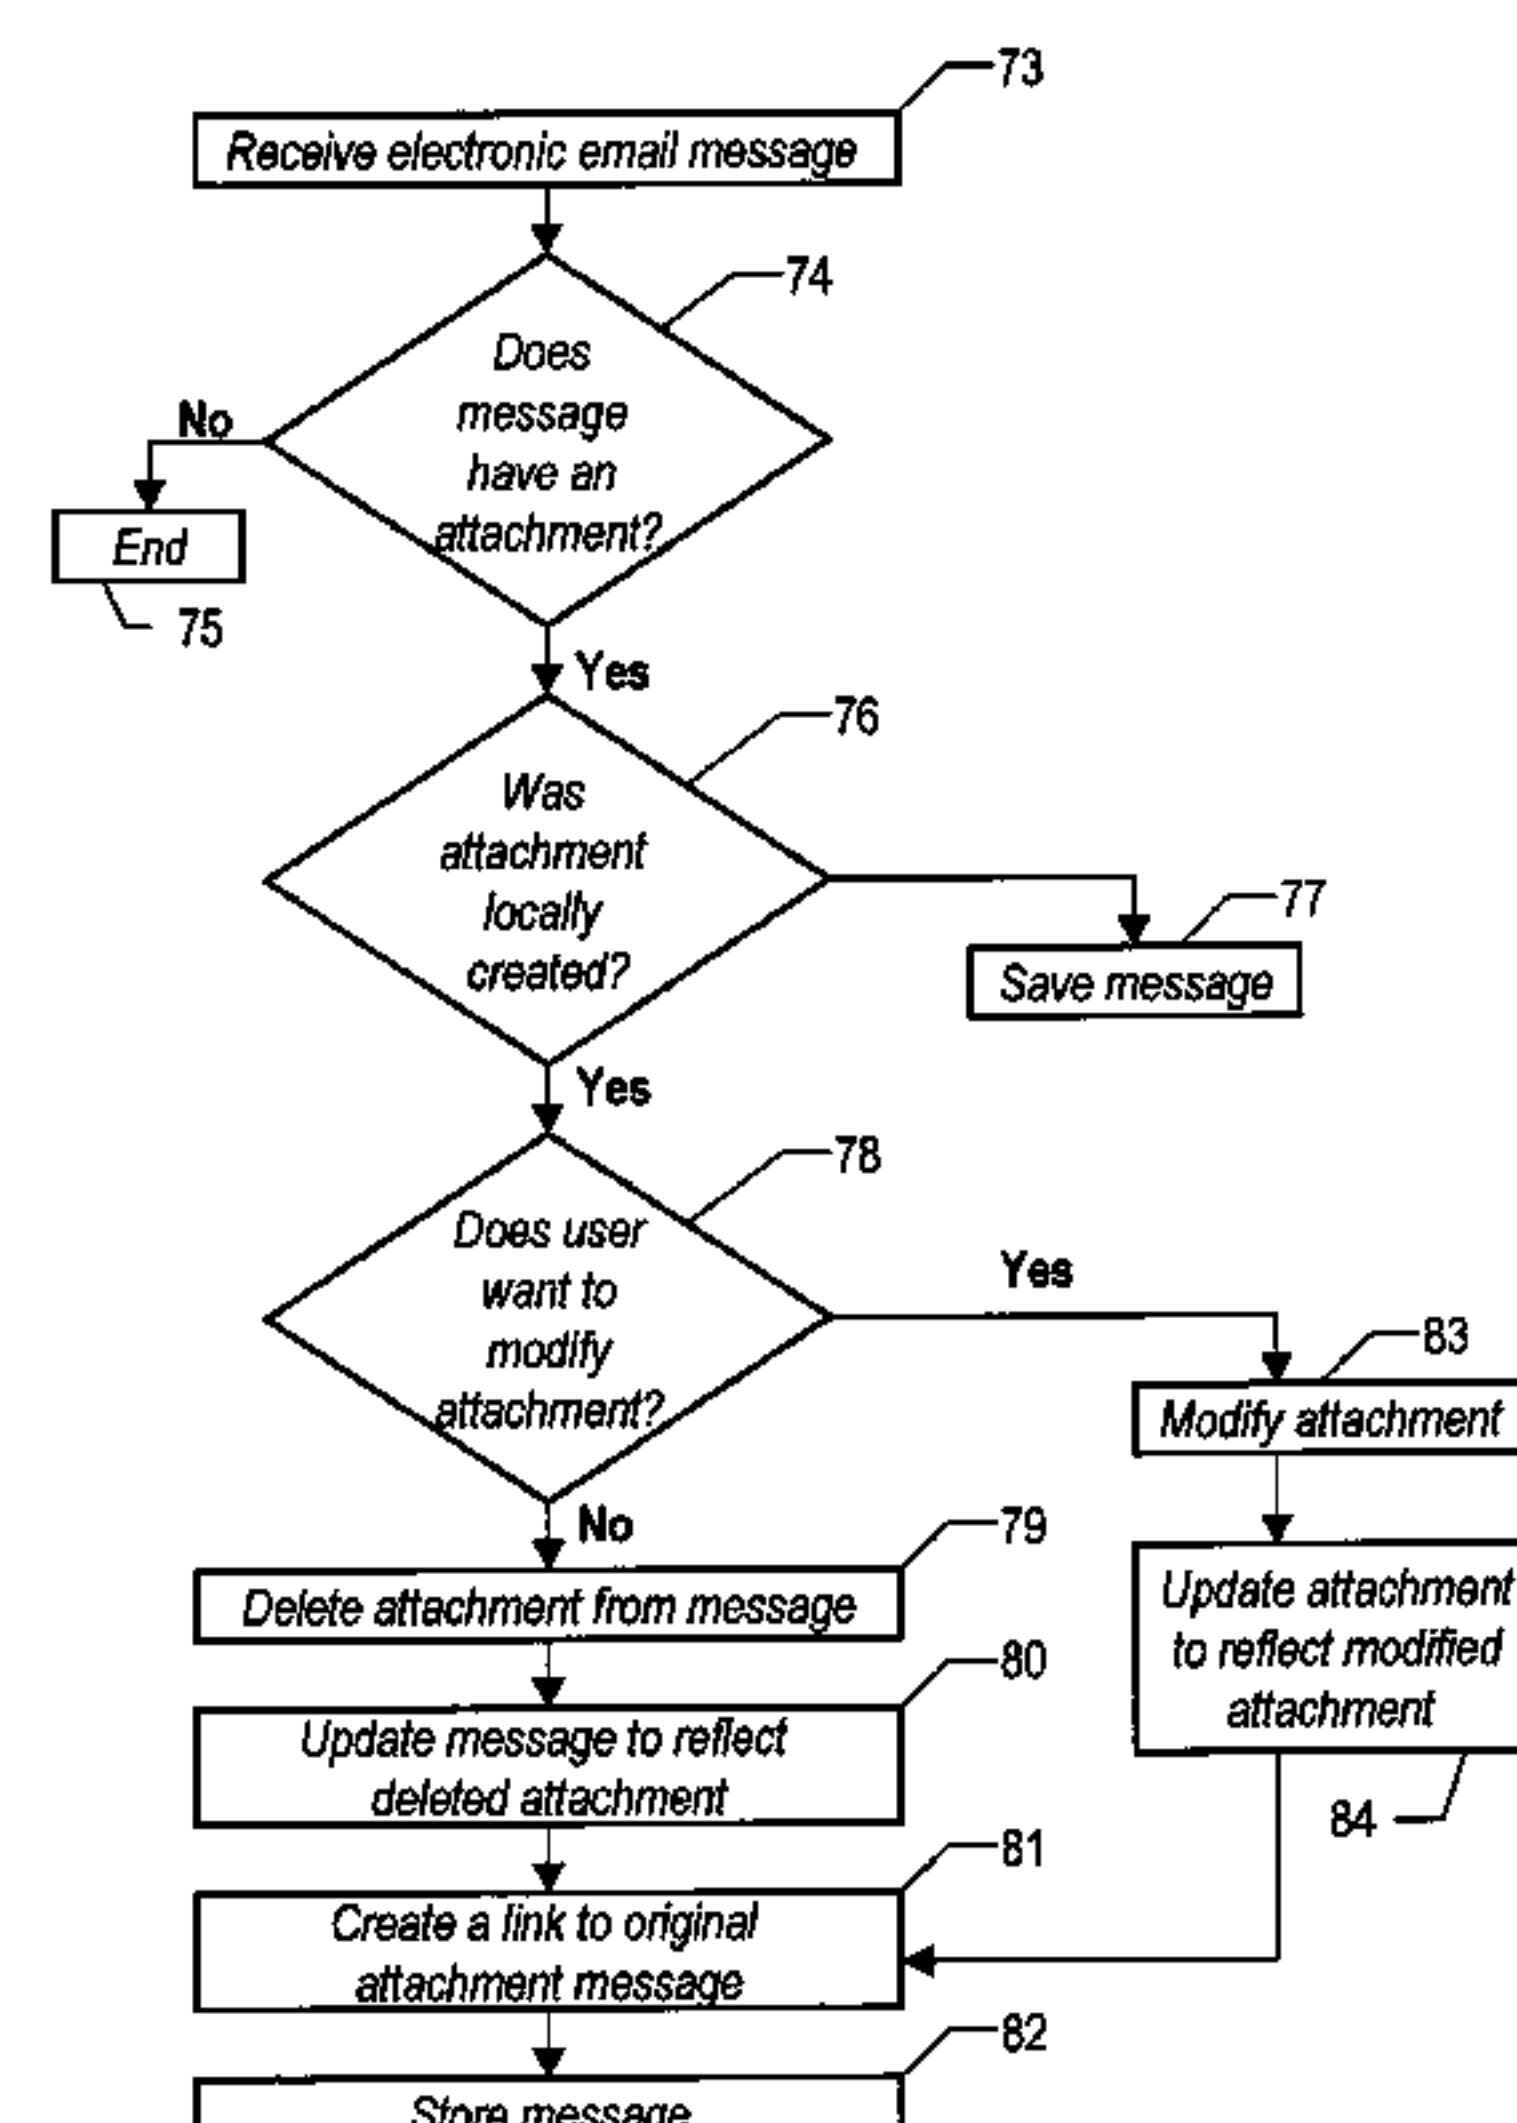 73
Receive electronic email message
74
Does
message
have an
attachment?
No
End
75
Yes
76
Was
attachment
locally
created?
77
Save message
Yes
78
Does user
want to
modify
attachment?
Yes
83
Modify attachment
No
79
Delete attachment from message
Update attachment
to reflect modified
attachment
80
Update message to reflect
deleted attachment
84
81
Create a link to original
attachment message
82
Store message